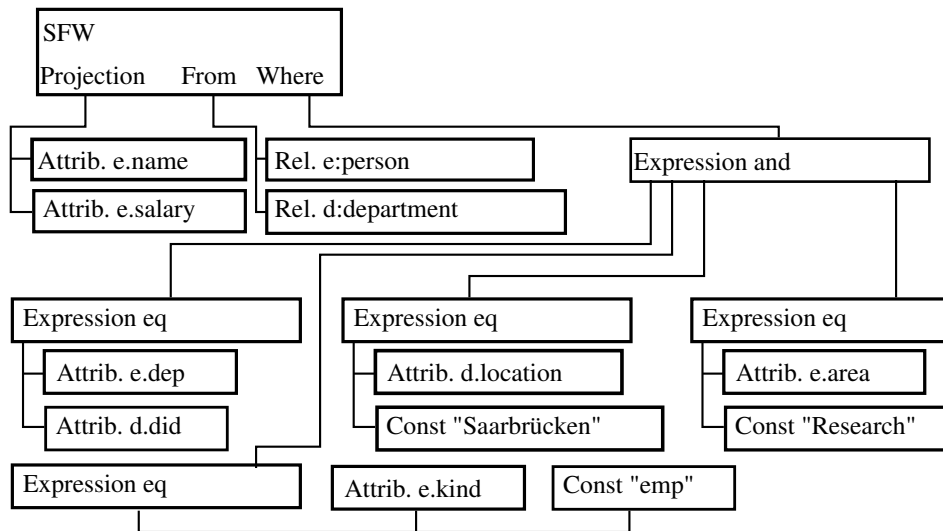 SFW
Projection From Where
Attrib. e.name
Rel. e:person
Expression and
Attrib. e.salary
Rel. d:department
Expression eq
Expression eq
Expression eq
Attrib. e.dep
Attrib. d.location
Attrib. e.area
Attrib. d.did
Const "Saarbrücken"
Const "Research"
Expression eq
Attrib. e.kind
Const "emp"